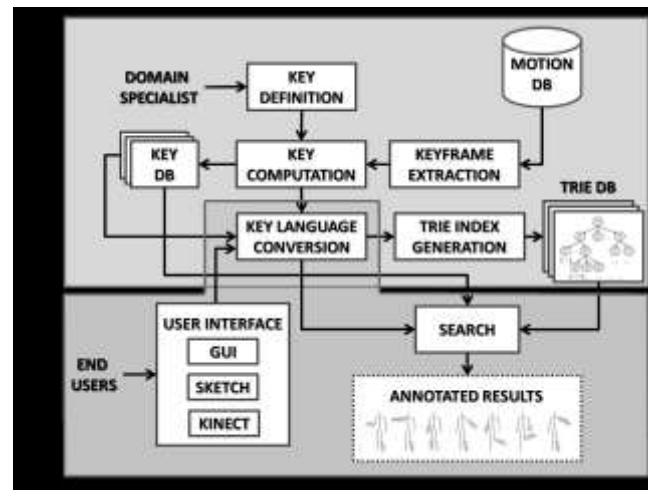 DOMAIN
SPECIALIST
KEY
DEFINITION
MOTION
DB
KEY
DB
KEY
COMPUTATION
KEYFRAME
EXTRACTION
TRIE DB
KEY LANGUAGE
CONVERSION
TRIE INDEX
GENERATION
USER INTERFACE
GUI
SKETCH
KINECT
END
USERS
SEARCH
ANNOTATED RESULTS